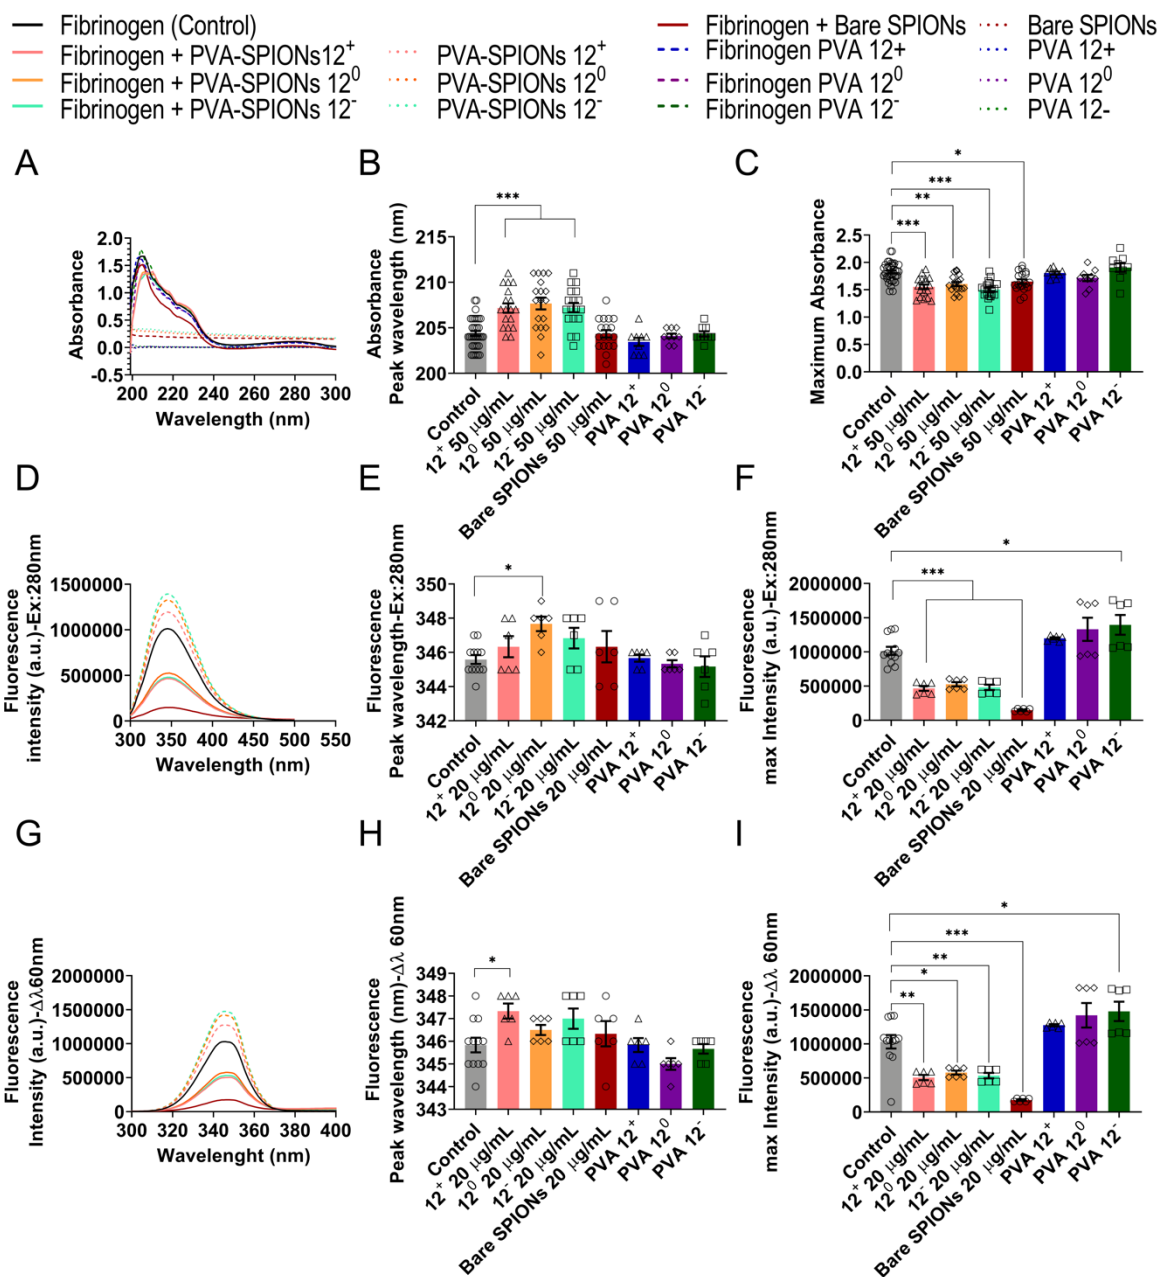 Fibrinogen (Control)
Fibrinogen + PVA-SPIONs12⁺
Fibrinogen + PVA-SPIONs 12⁰
Fibrinogen + PVA-SPIONs 12⁻
PVA-SPIONs 12⁺
PVA-SPIONs 12⁰
PVA-SPIONs 12⁻
Fibrinogen + Bare SPIONs
Fibrinogen PVA 12+
Fibrinogen PVA 12⁰
Fibrinogen PVA 12⁻
Bare SPIONs
PVA 12+
PVA 12⁰
PVA 12-
A
Absorbance
2.0
1.5
1.0
0.5
0.0
-0.5
200 220 240 260 280 300
Wavelength (nm)
B
Peak wavelength (nm)
215
210
205
200
***
Control
12⁺ 50 µg/mL
12⁰ 50 µg/mL
12⁻ 50 µg/mL
Bare SPIONs 50 µg/mL
PVA 12⁺
PVA 12⁰
PVA 12⁻
C
Maximum Absorbance
2.5
2.0
1.5
1.0
0.5
0.0
*
***
**
***
Control
12⁺ 50 µg/mL
12⁰ 50 µg/mL
12⁻ 50 µg/mL
Bare SPIONs 50 µg/mL
PVA 12⁺
PVA 12⁰
PVA 12⁻
D
Fluorescence
intensity (a.u.)-Ex:280nm
1500000
1000000
500000
0
300 350 400 450 500 550
Wavelength (nm)
E
Peak wavelength-Ex:280nm
350
348
346
344
342
*
Control
12⁺ 20 µg/mL
12⁰ 20 µg/mL
12⁻ 20 µg/mL
Bare SPIONs 20 µg/mL
PVA 12⁺
PVA 12⁰
PVA 12⁻
F
Fluorescence
max Intensity (a.u.)-Ex:280nm
2000000
1500000
1000000
500000
0
*
***
Control
12⁺ 20 µg/mL
12⁰ 20 µg/mL
12⁻ 20 µg/mL
Bare SPIONs 20 µg/mL
PVA 12⁺
PVA 12⁰
PVA 12⁻
G
Fluorescence
Intensity (a.u.)-Δλ60nm
2000000
1500000
1000000
500000
0
300 320 340 360 380 400
Wavelenght (nm)
H
Fluorescence
Peak wavelength (nm)-Δλ 60nm
349
348
347
346
345
344
343
*
Control
12⁺ 20 µg/mL
12⁰ 20 µg/mL
12⁻ 20 µg/mL
Bare SPIONs 20 µg/mL
PVA 12⁺
PVA 12⁰
PVA 12⁻
I
Fluorescence
max Intensity (a.u.)-Δλ 60nm
2000000
1500000
1000000
500000
0
*
***
**
*
**
Control
12⁺ 20 µg/mL
12⁰ 20 µg/mL
12⁻ 20 µg/mL
Bare SPIONs 20 µg/mL
PVA 12⁺
PVA 12⁰
PVA 12⁻